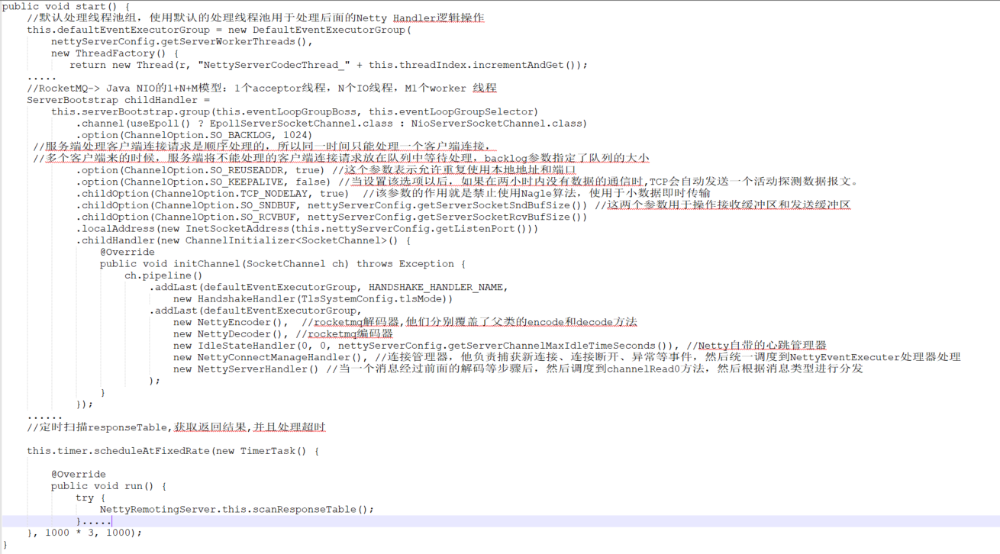 public void start() {
//默认处理线程池组，使用默认的处理线程池用于处理后面的Netty Handler逻辑操作
this.defaultEventExecutorGroup = new DefaultEventExecutorGroup(
nettyServerConfig.getServerWorkerThreads(),
new ThreadFactory() {
return new Thread(r, "NettyServerCodecThread_" + this.threadIndex.incrementAndGet());
.....
//RocketMQ-> Java NIO的1+N+M模型：1个acceptor线程，N个IO线程，M1个worker 线程
ServerBootstrap childHandler =
this.serverBootstrap.group(this.eventLoopGroupBoss, this.eventLoopGroupSelector)
.channel(useEpoll() ? EpollServerSocketChannel.class : NioServerSocketChannel.class)
.option(ChannelOption.SO_BACKLOG, 1024)
//服务端处理客户端连接请求是顺序处理的，所以同一时间只能处理一个客户端连接，
//多个客户端来的时候，服务端将不能处理的客户端连接请求放在队列中等待处理，backlog参数指定了队列的大小
.option(ChannelOption.SO_REUSEADDR, true) //这个参数表示允许重复使用本地地址和端口
.option(ChannelOption.SO_KEEPALIVE, false) //当设置该选项以后，如果在两小时内没有数据的通信时,TCP会自动发送一个活动探测数据报文。
.childOption(ChannelOption.TCP_NODELAY, true)  //该参数的作用就是禁止使用Nagle算法，使用于小数据即时传输
.childOption(ChannelOption.SO_SNDBUF, nettyServerConfig.getServerSocketSndBufSize()) //这两个参数用于操作接收缓冲区和发送缓冲区
.childOption(ChannelOption.SO_RCVBUF, nettyServerConfig.getServerSocketRcvBufSize())
.localAddress(new InetSocketAddress(this.nettyServerConfig.getListenPort()))
.childHandler(new ChannelInitializer<SocketChannel>() {
@Override
public void initChannel(SocketChannel ch) throws Exception {
ch.pipeline()
.addLast(defaultEventExecutorGroup, HANDSHAKE_HANDLER_NAME,
new HandshakeHandler(TlsSystemConfig.tlsMode))
.addLast(defaultEventExecutorGroup,
new NettyEncoder(),  //rocketmq解码器,他们分别覆盖了父类的encode和decode方法
new NettyDecoder(), //rocketmq编码器
new IdleStateHandler(0, 0, nettyServerConfig.getServerChannelMaxIdleTimeSeconds()), //Netty自带的心跳管理器
new NettyConnectManageHandler(), //连接管理器，他负责捕获新连接、连接断开、异常等事件，然后统一调度到NettyEventExecuter处理器处理
new NettyServerHandler() //当一个消息经过前面的解码等步骤后，然后调度到channelRead0方法，然后根据消息类型进行分发
);
}
});
......
//定时扫描responseTable,获取返回结果,并且处理超时
this.timer.scheduleAtFixedRate(new TimerTask() {
@Override
public void run() {
try {
NettyRemotingServer.this.scanResponseTable();
}.....
}, 1000 * 3, 1000);
}